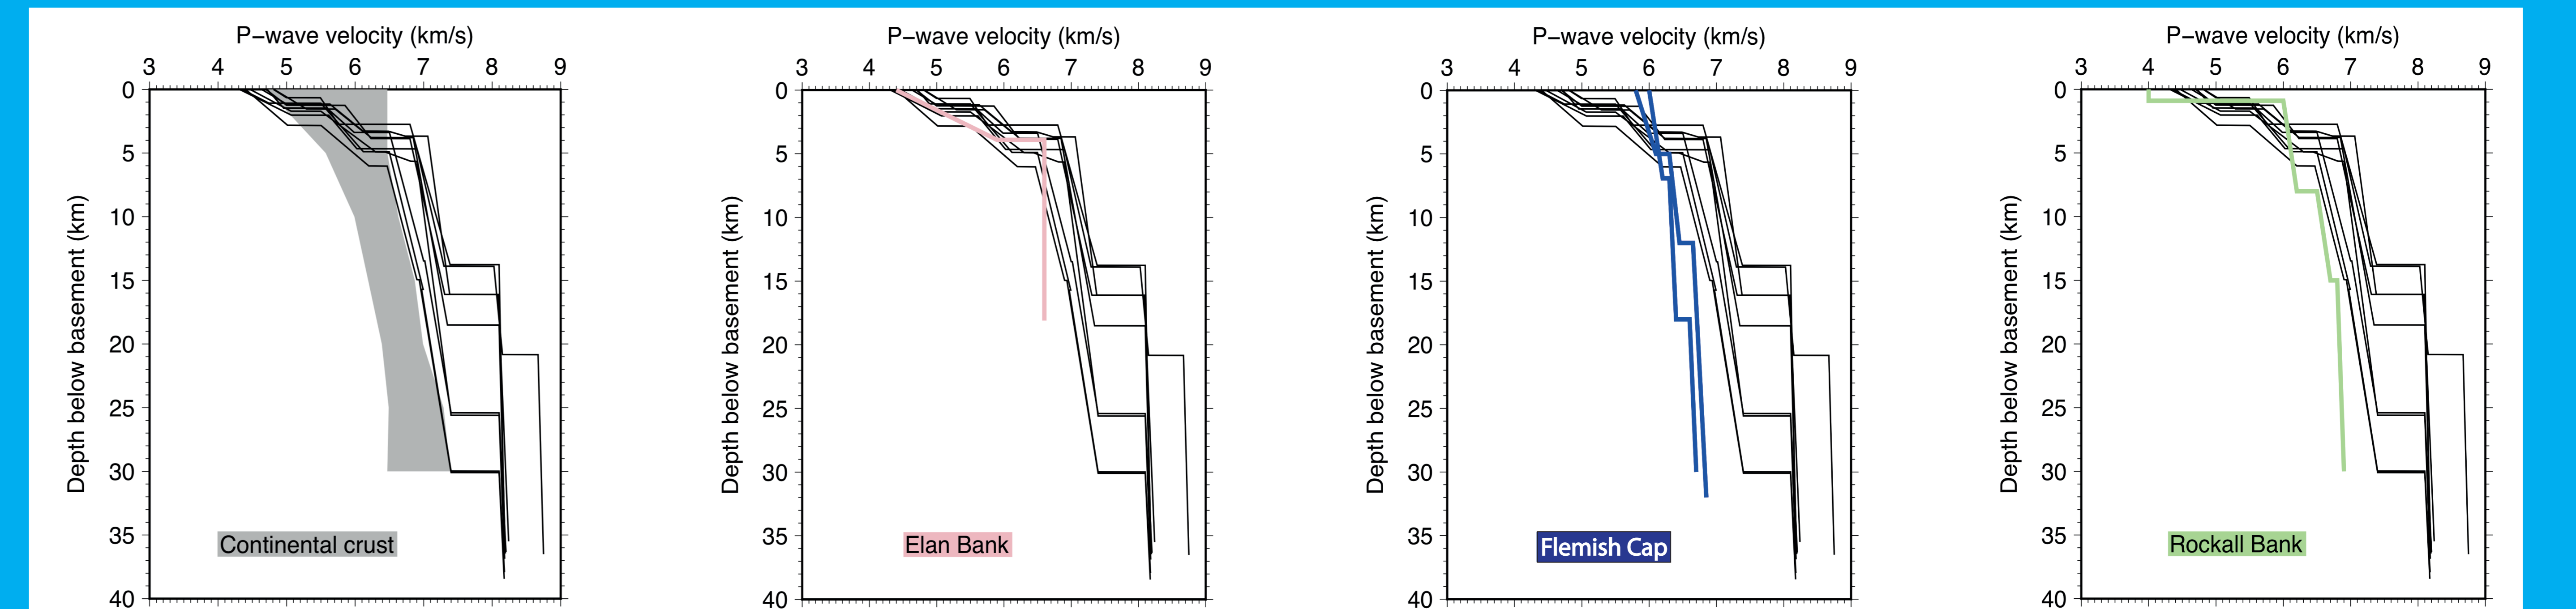 P−wave velocity (km/s)
3 4 5 6 7 8 9
0
5
10
15
20
25
30
35
40
Depth below basement (km)
Continental crust
P−wave velocity (km/s)
3 4 5 6 7 8 9
0
5
10
15
20
25
30
35
40
Depth below basement (km)
Elan Bank
P−wave velocity (km/s)
3 4 5 6 7 8 9
0
5
10
15
20
25
30
35
40
Depth below basement (km)
Flemish Cap
P−wave velocity (km/s)
3 4 5 6 7 8 9
0
5
10
15
20
25
30
35
40
Depth below basement (km)
Rockall Bank